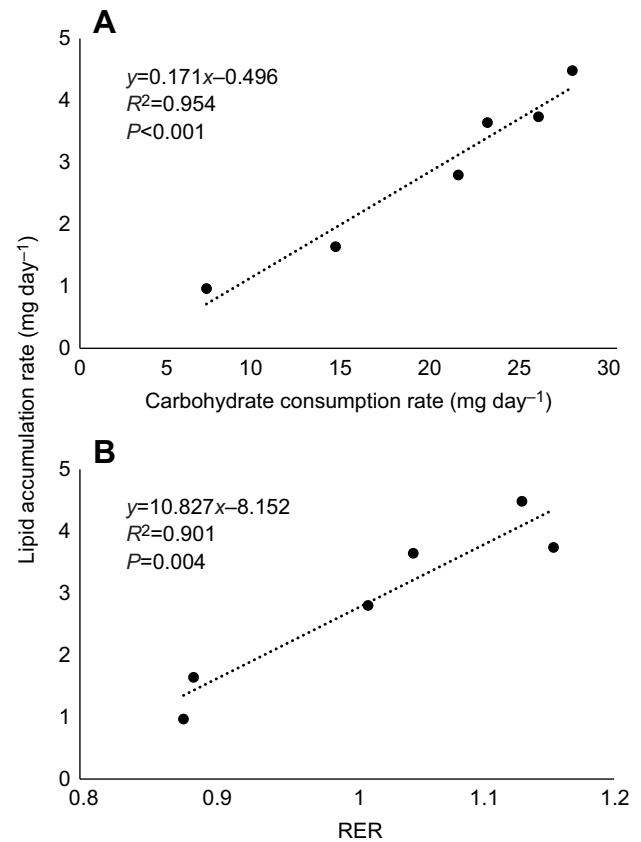 A
5
y=0.171x–0.496
R²=0.954
P<0.001
4
3
2
1
0
0 5 10 15 20 25 30
Carbohydrate consumption rate (mg day⁻¹)
Lipid accumulation rate (mg day⁻¹)
B
5
y=10.827x–8.152
R²=0.901
P=0.004
4
3
2
1
0
0.8 0.9 1 1.1 1.2
RER